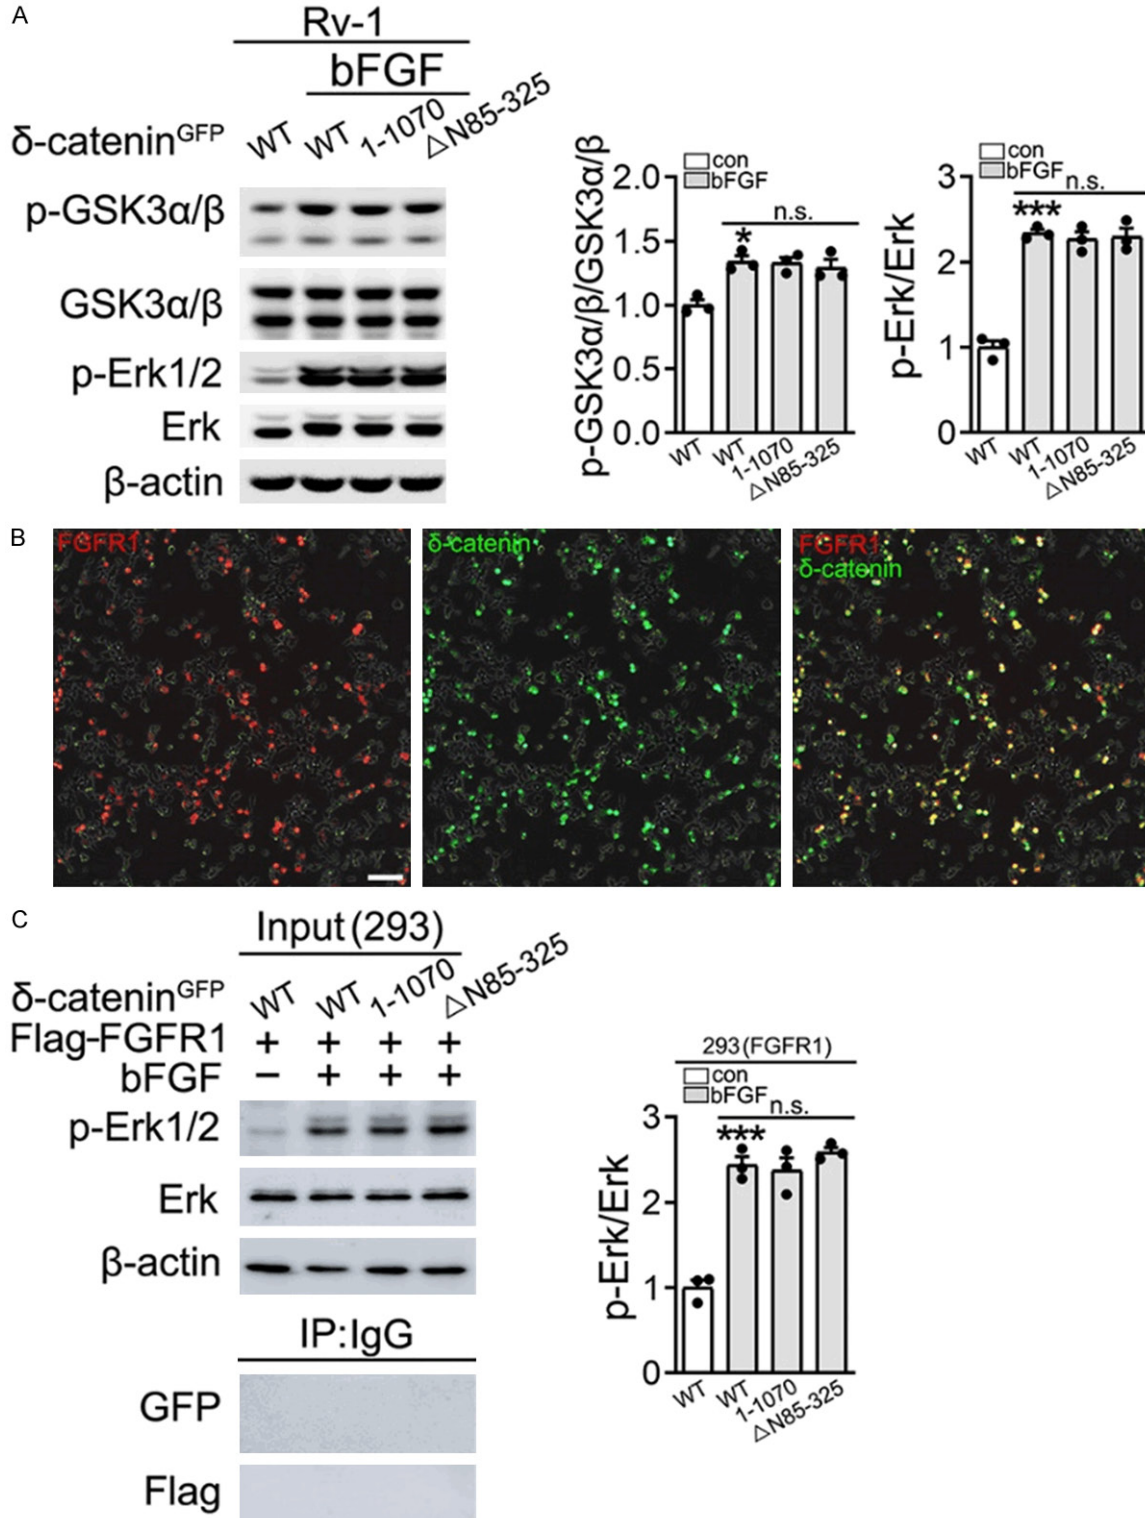 A
Rv-1
bFGF
δ-catenin^GFP WT WT 1-1070 △N85-325
p-GSK3α/β
GSK3α/β
p-Erk1/2
Erk
β-actin
p-GSK3α/β/GSK3α/β
con
bFGF
2.0
1.5
1.0
0.5
0.0
n.s.
*
WT WT 1-1070 △N85-325
p-Erk/Erk
con
bFGF
3
2
1
0
n.s.
***
WT WT 1-1070 △N85-325
B
FGFR1
δ-catenin
FGFR1
δ-catenin
C
Input (293)
δ-catenin^GFP WT WT 1-1070 △N85-325
Flag-FGFR1 + + + +
bFGF − + + +
p-Erk1/2
Erk
β-actin
IP:IgG
GFP
Flag
293(FGFR1)
con
bFGF
p-Erk/Erk
3
2
1
0
n.s.
***
WT WT 1-1070 △N85-325